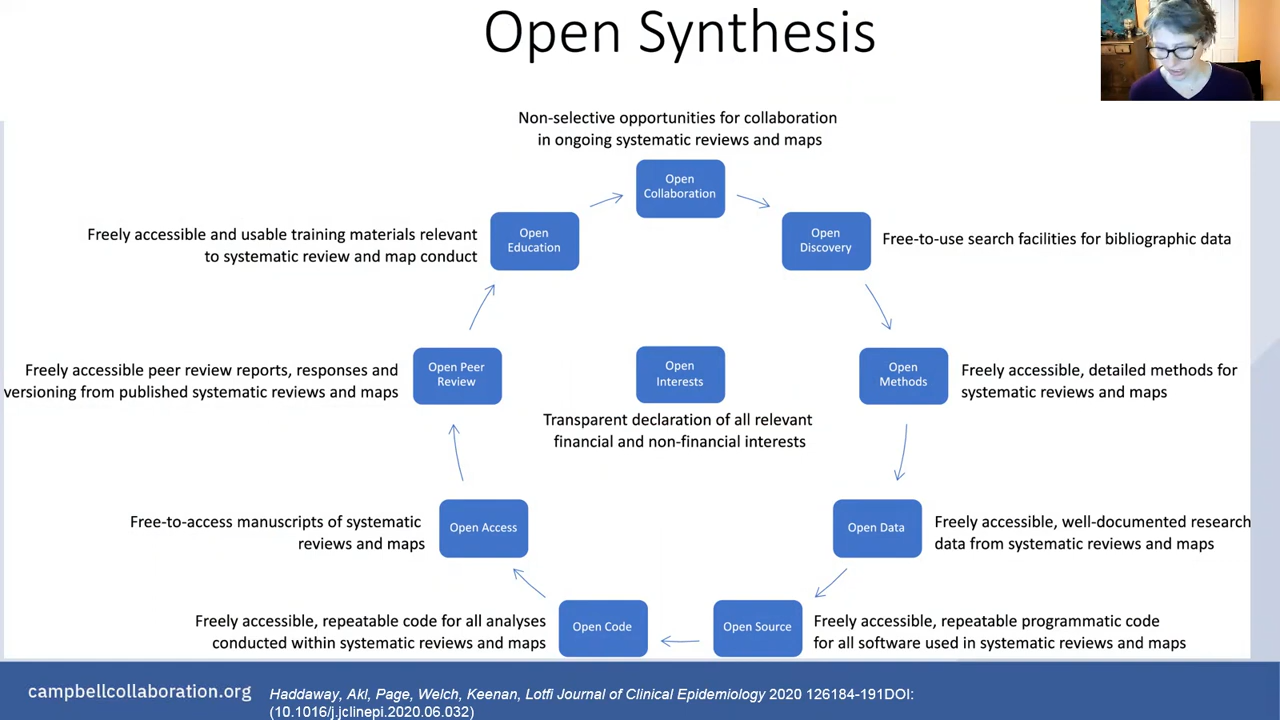 Open Synthesis
Non-selective opportunities for collaboration
in ongoing systematic reviews and maps
Open
Collaboration
Open
Discovery
Free-to-use search facilities for bibliographic data
Open
Methods
Freely accessible, detailed methods for
systematic reviews and maps
Open Data
Freely accessible, well-documented research
data from systematic reviews and maps
Open Source
Freely accessible, repeatable programmatic code
for all software used in systematic reviews and maps
Open Code
Freely accessible, repeatable code for all analyses
conducted within systematic reviews and maps
Open Access
Free-to-access manuscripts of systematic
reviews and maps
Open Peer
Review
Freely accessible peer review reports, responses and
versioning from published systematic reviews and maps
Open
Education
Freely accessible and usable training materials relevant
to systematic review and map conduct
Open
Interests
Transparent declaration of all relevant
financial and non-financial interests
campbellcollaboration.org
Haddaway, Akl, Page, Welch, Keenan, Lotfi Journal of Clinical Epidemiology 2020 126184-191DOI:
(10.1016/j.jclinepi.2020.06.032)